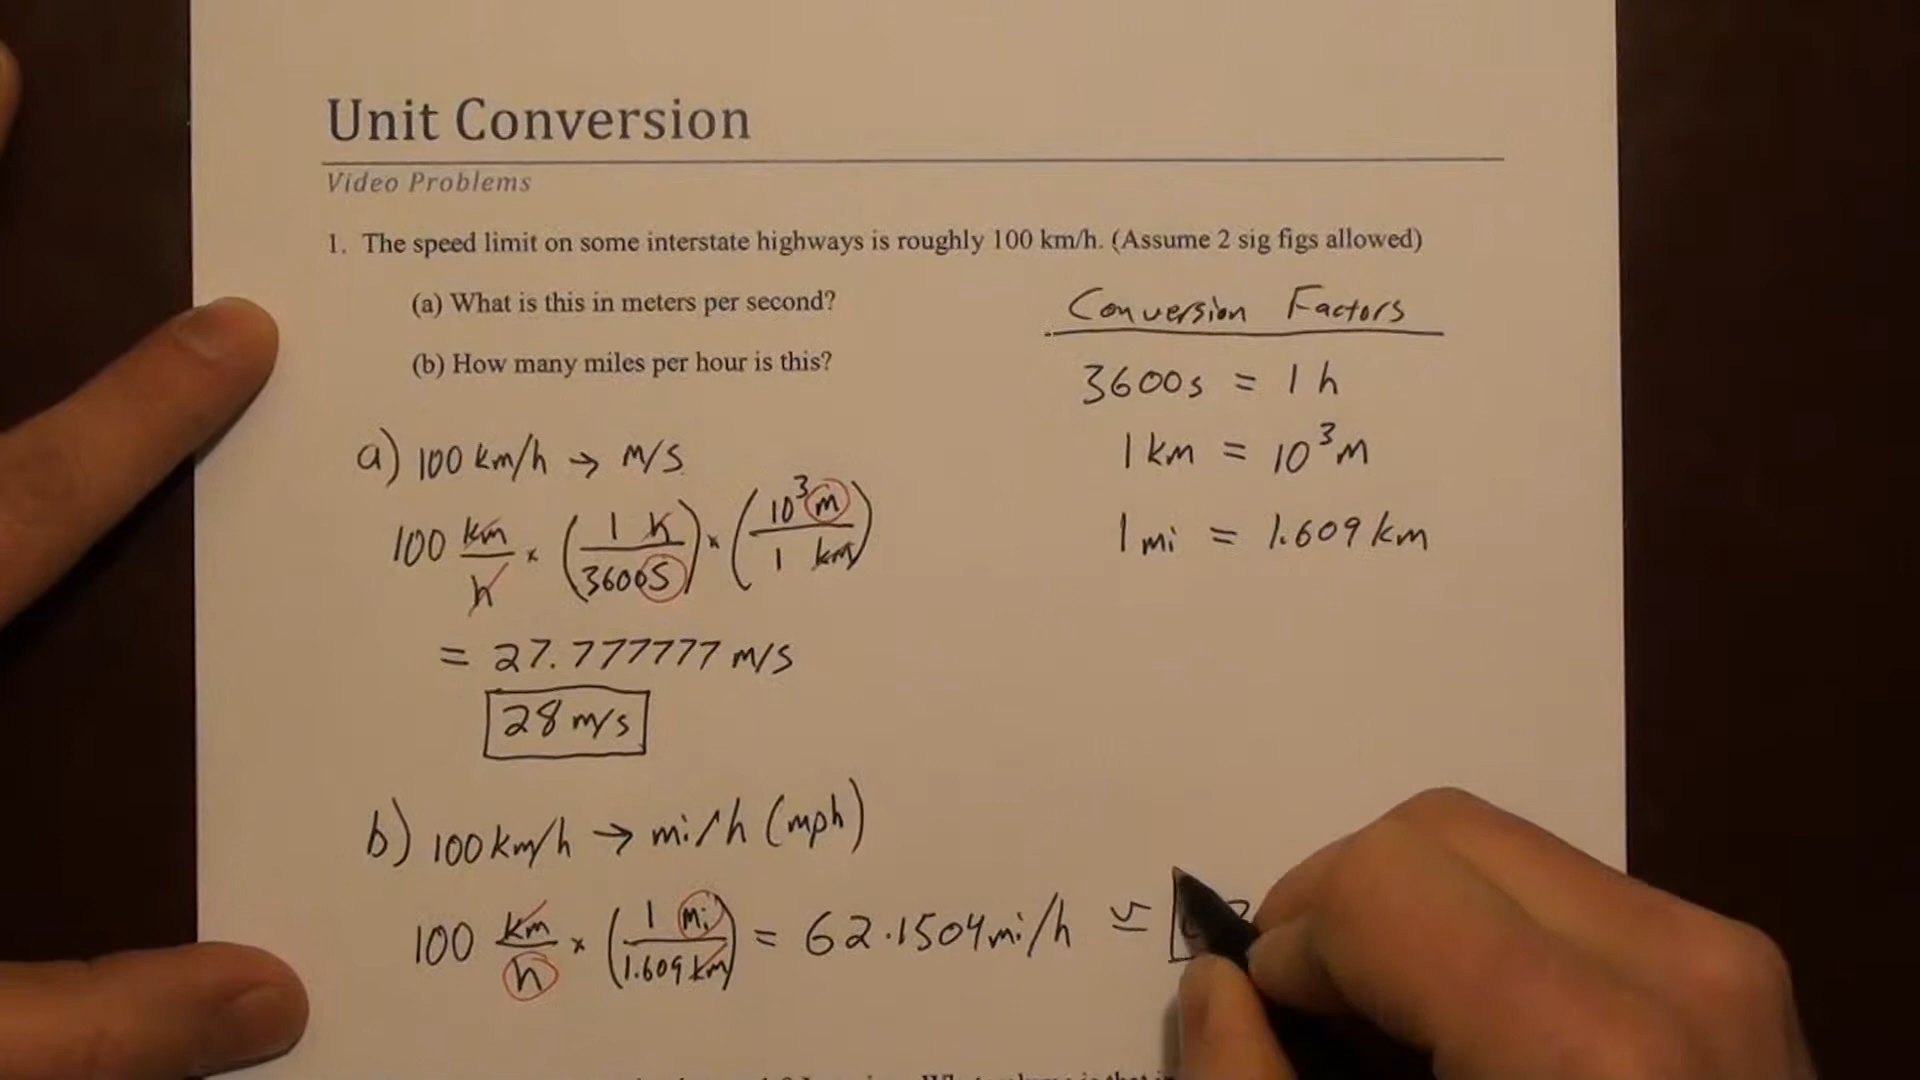 Unit Conversion
Video Problems
1. The speed limit on some interstate highways is roughly 100 km/h. (Assume 2 sig figs allowed)
(a) What is this in meters per second?
(b) How many miles per hour is this?
Conversion Factors
3600s = 1 h
1 km = 10³ m
1 mi = 1.609 km
a) 100 km/h → m/s
100 km/h × (1 h/3600s) × (10³ m/1 km)
= 27.777777 m/s
28 m/s
b) 100 km/h → mi/h (mph)
100 km/h × (1 mi/1.609 km) = 62.1504 mi/h ≃